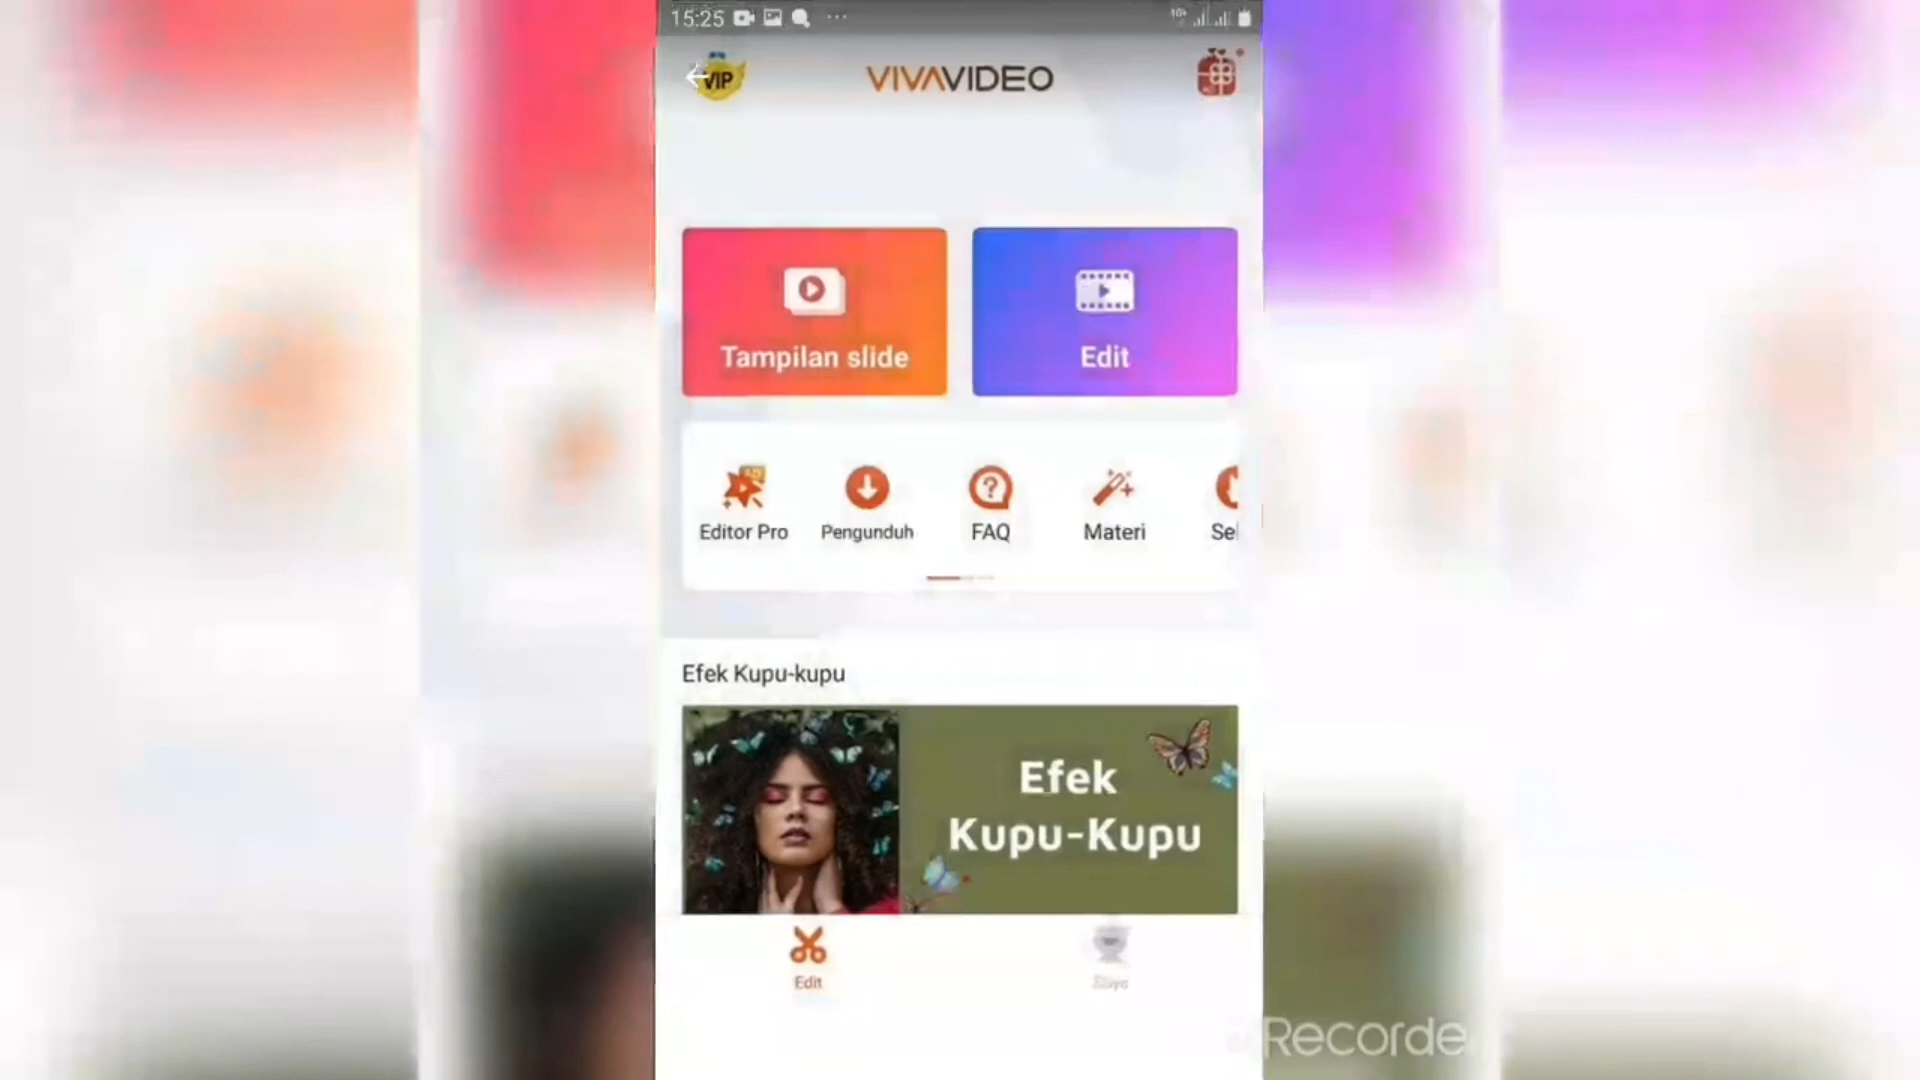 15:25
VIP
VIVAVIDEO
Tampilan slide
Edit
Editor Pro
Pengunduh
FAQ
Materi
Sel
Efek Kupu-kupu
Efek
Kupu-Kupu
Edit
Recorde